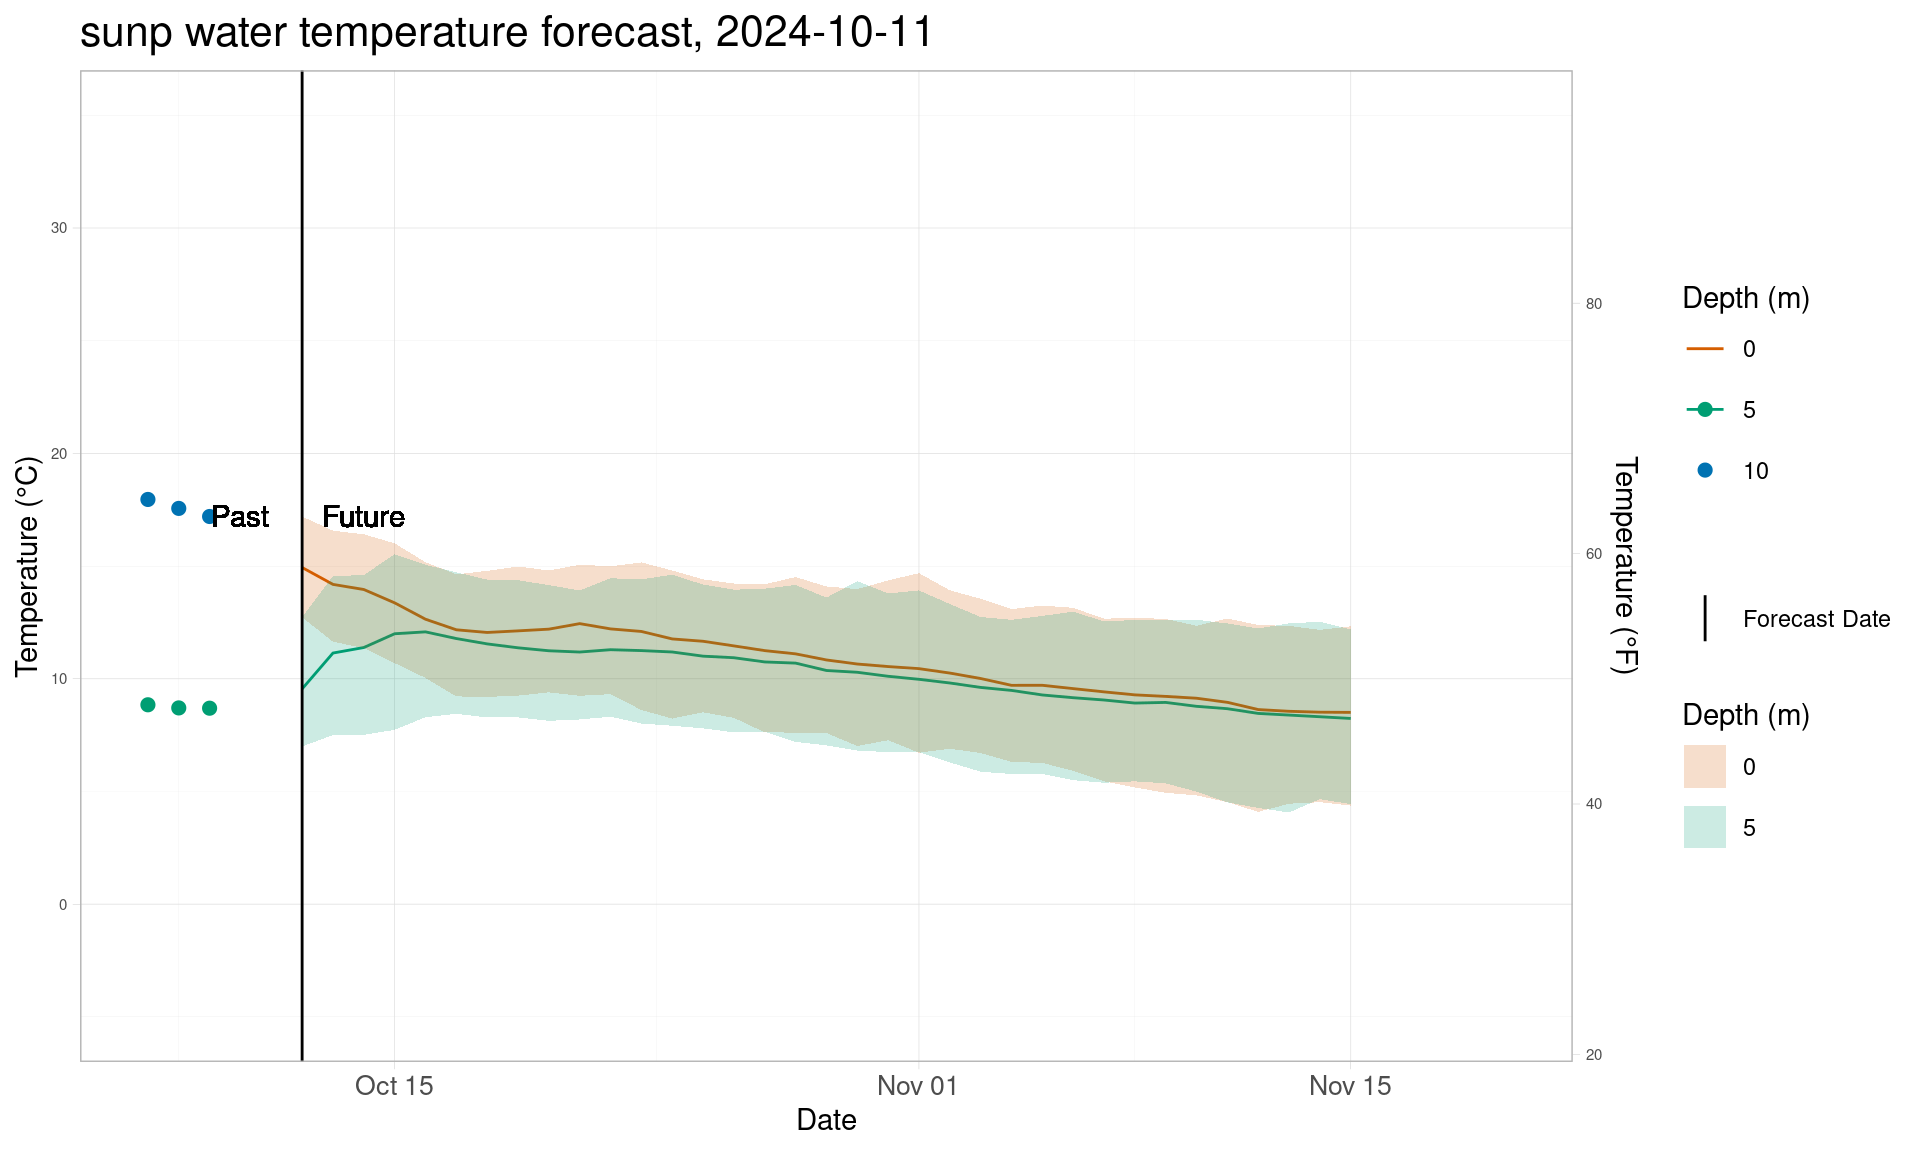 sunp water temperature forecast, 2024-10-11
Temperature (°C)
30
20
10
0
Past
Future
80
60
40
20
Temperature (°F)
Oct 15
Nov 01
Nov 15
Date
Depth (m)
0
5
10
Forecast Date
Depth (m)
0
5